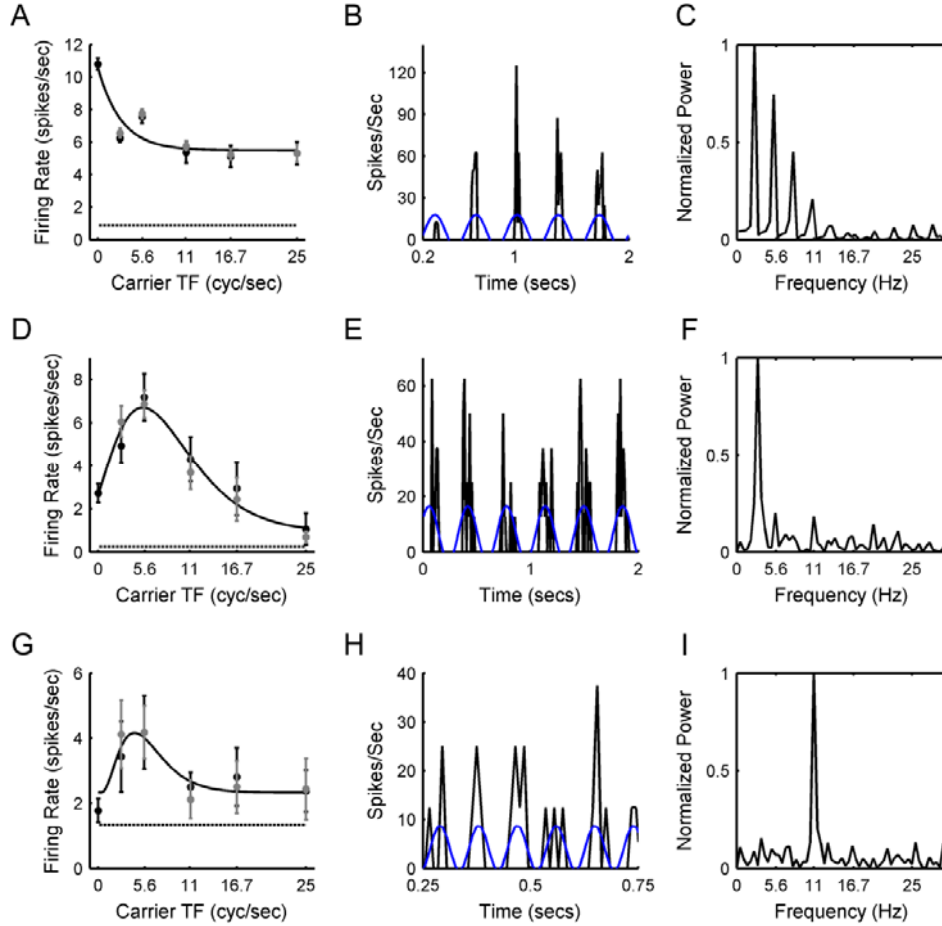 A
Firing Rate (spikes/sec)
12
10
8
6
4
2
0
0 5.6 11 16.7 25
Carrier TF (cyc/sec)
B
Spikes/Sec
120
90
60
30
0
0.2 1 2
Time (secs)
C
Normalized Power
1
0.5
0
0 5.6 11 16.7 25
Frequency (Hz)
D
Firing Rate (spikes/sec)
8
6
4
2
0
0 5.6 11 16.7 25
Carrier TF (cyc/sec)
E
Spikes/Sec
60
40
20
0
0 1 2
Time (secs)
F
Normalized Power
1
0.5
0
0 5.6 11 16.7 25
Frequency (Hz)
G
Firing Rate (spikes/sec)
6
4
2
0
0 5.6 11 16.7 25
Carrier TF (cyc/sec)
H
Spikes/Sec
40
30
20
10
0
0.25 0.5 0.75
Time (secs)
I
Normalized Power
1
0.5
0
0 5.6 11 16.7 25
Frequency (Hz)